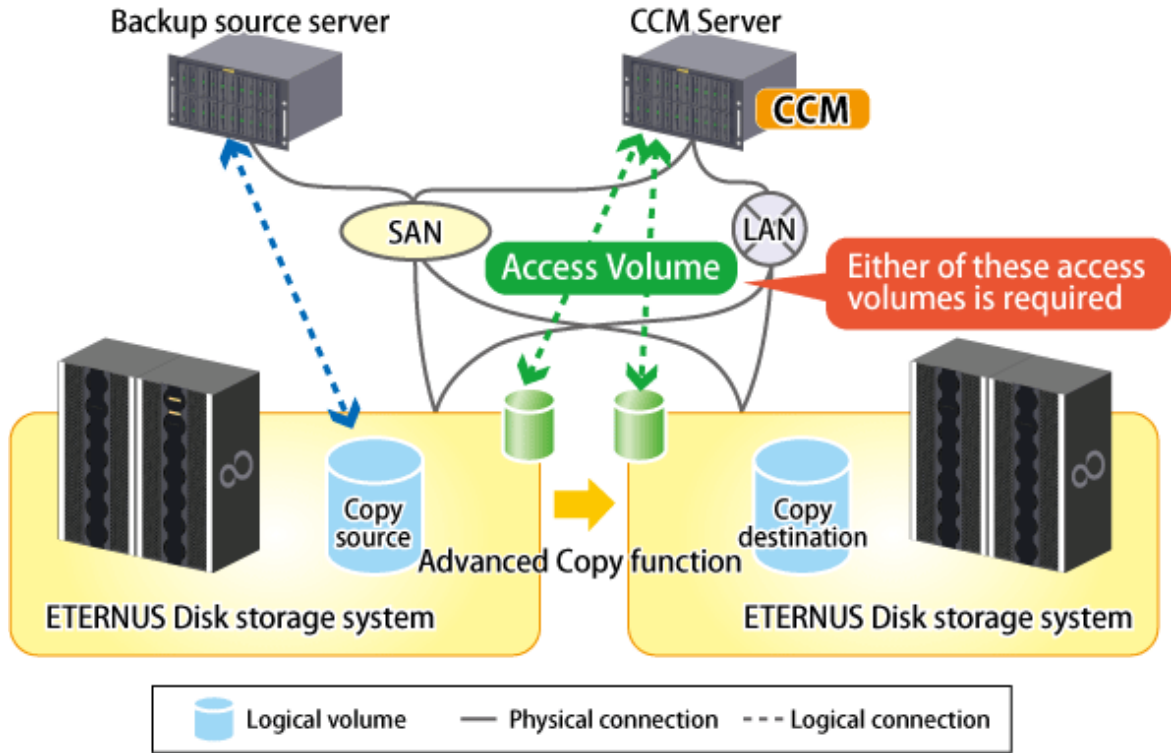 Backup source server
CCM Server
CCM
SAN
LAN
Access Volume
Either of these access
volumes is required
Copy
source
Copy
destination
Advanced Copy function
ETERNUS Disk storage system
ETERNUS Disk storage system
Logical volume
Physical connection
Logical connection